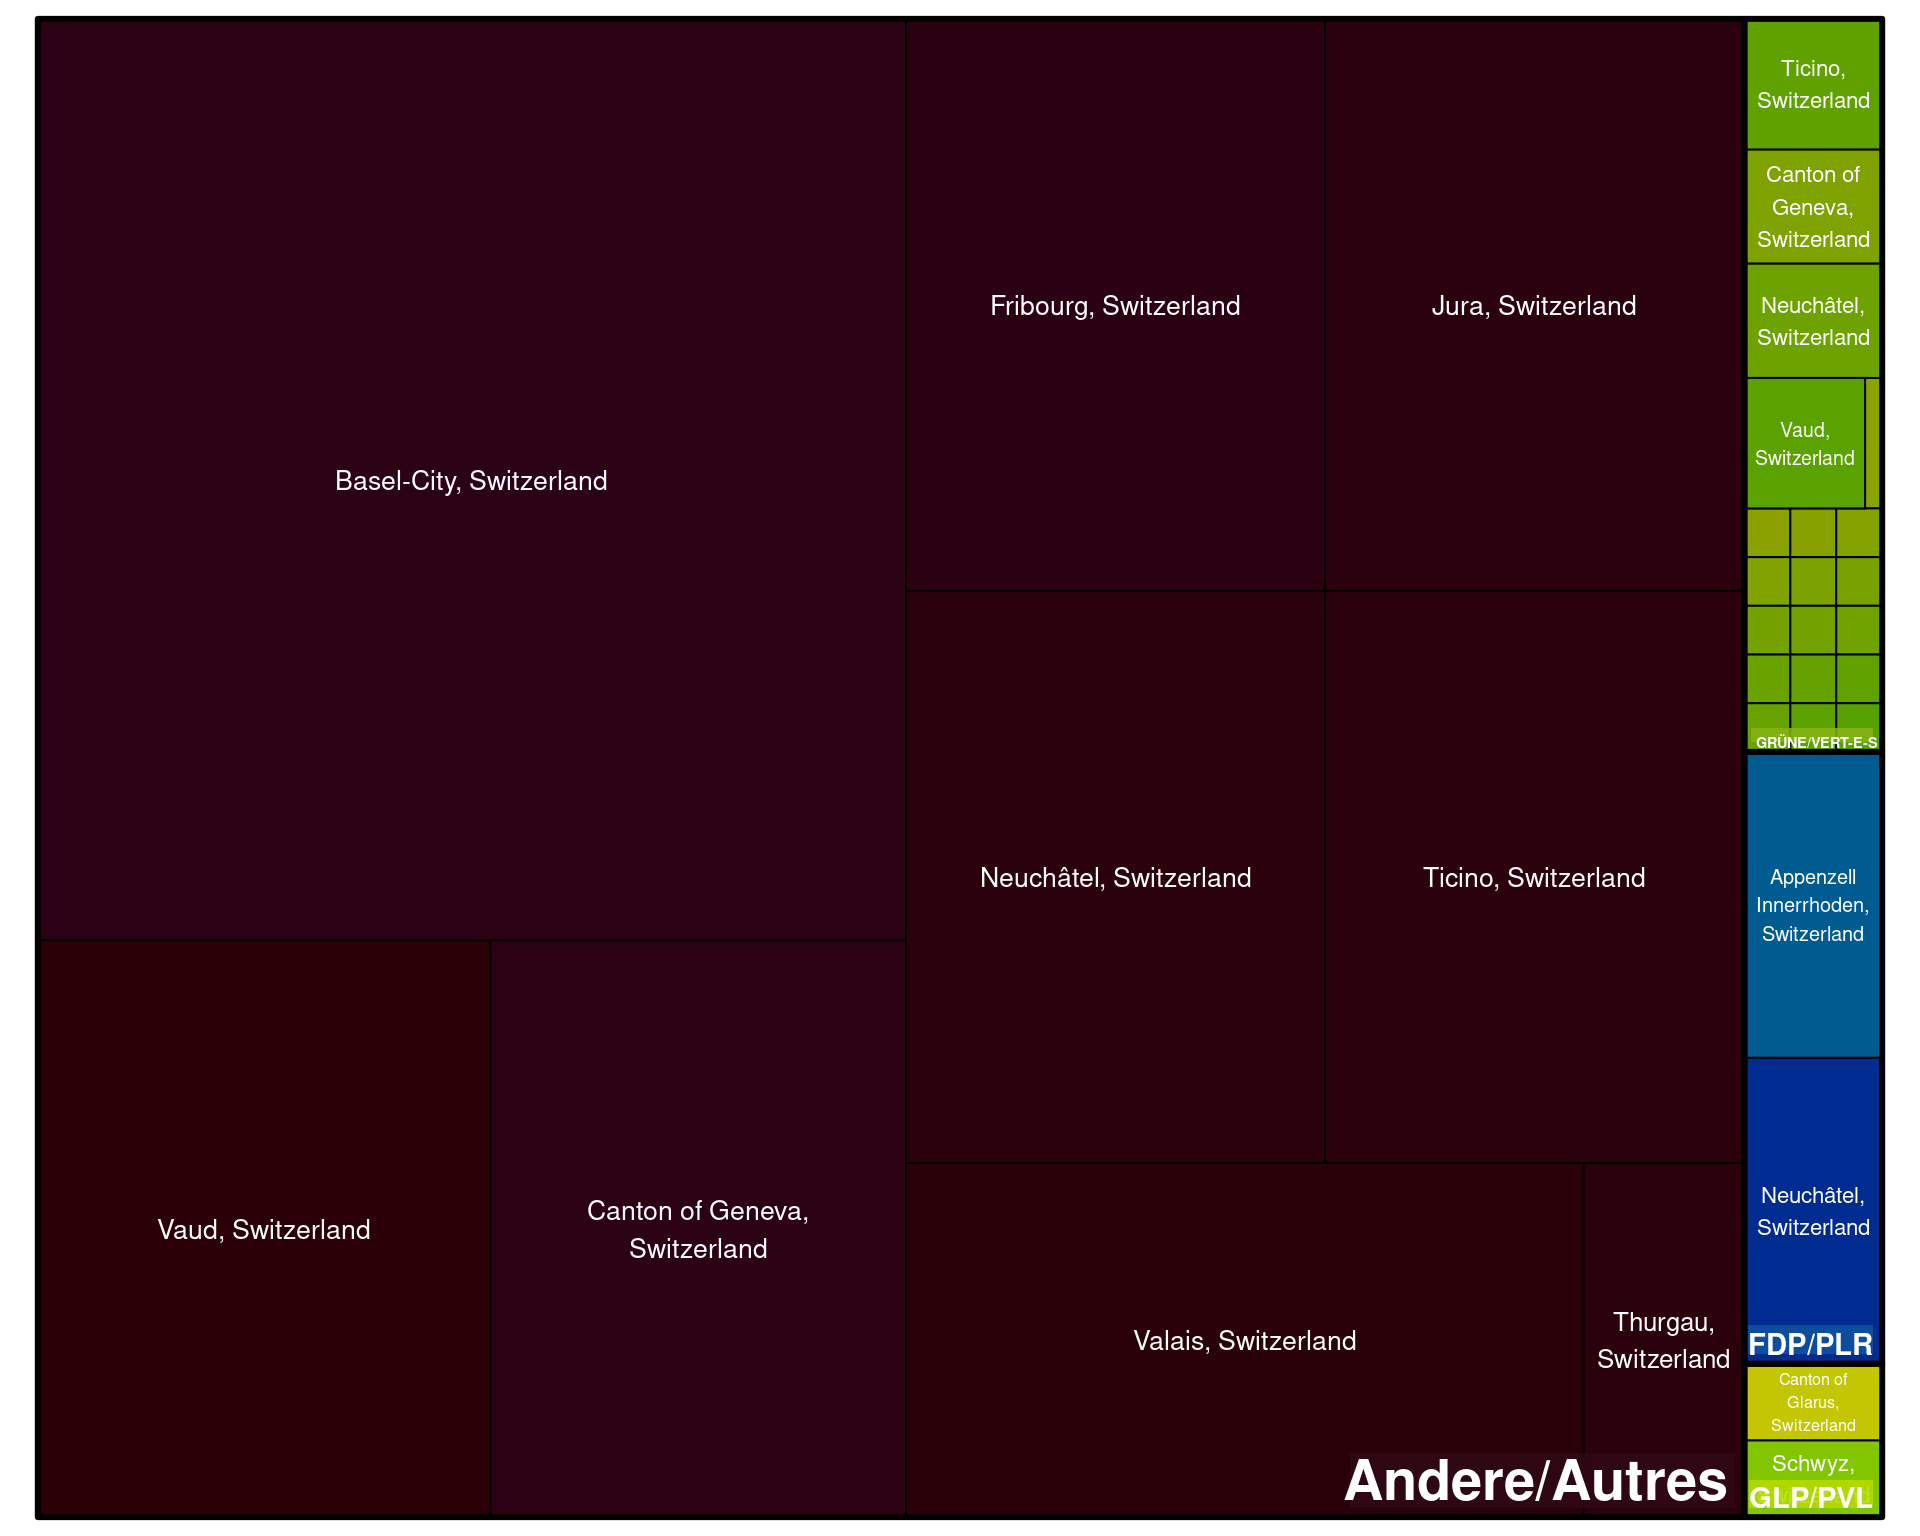 Basel-City, Switzerland
Fribourg, Switzerland
Jura, Switzerland
Neuchâtel, Switzerland
Ticino, Switzerland
Vaud, Switzerland
Canton of Geneva,
Switzerland
Valais, Switzerland
Thurgau,
Switzerland
Andere/Autres
Ticino,
Switzerland
Canton of
Geneva,
Switzerland
Neuchâtel,
Switzerland
Vaud,
Switzerland
GRÜNE/VERT-E-S
Appenzell
Innerrhoden,
Switzerland
Neuchâtel,
Switzerland
FDP/PLR
Canton of
Glarus,
Switzerland
Schwyz,
GLP/PVL